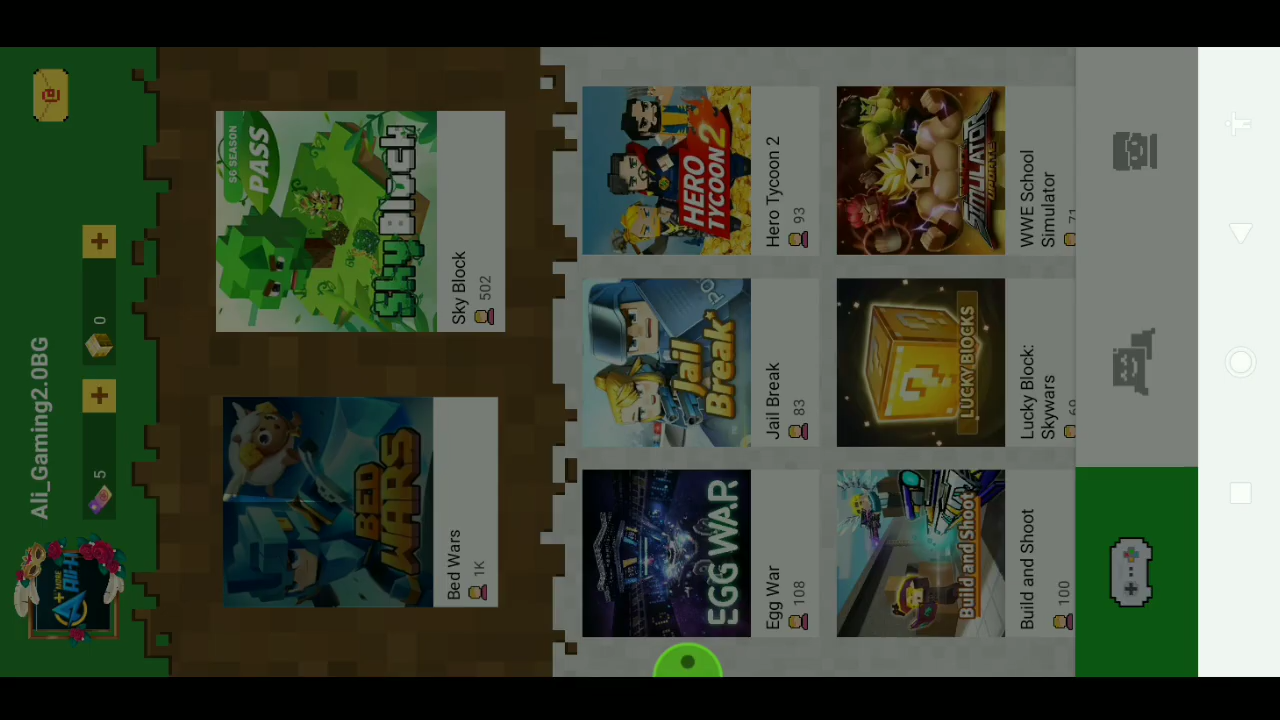 Ali_Gaming2.0BG
5
0
BED
WARS
Bed Wars
1K
S6 SEASON
PASS
SKY BLOCK
Sky Block
502
EGG WAR
Egg War
108
Jail
Break
Jail Break
83
HERO
TYCOON 2
Hero Tycoon 2
93
Build and Shoot
Build and Shoot
100
LUCKY BLOCKS
Lucky Block:
Skywars
SIMULATOR
WWE School
Simulator